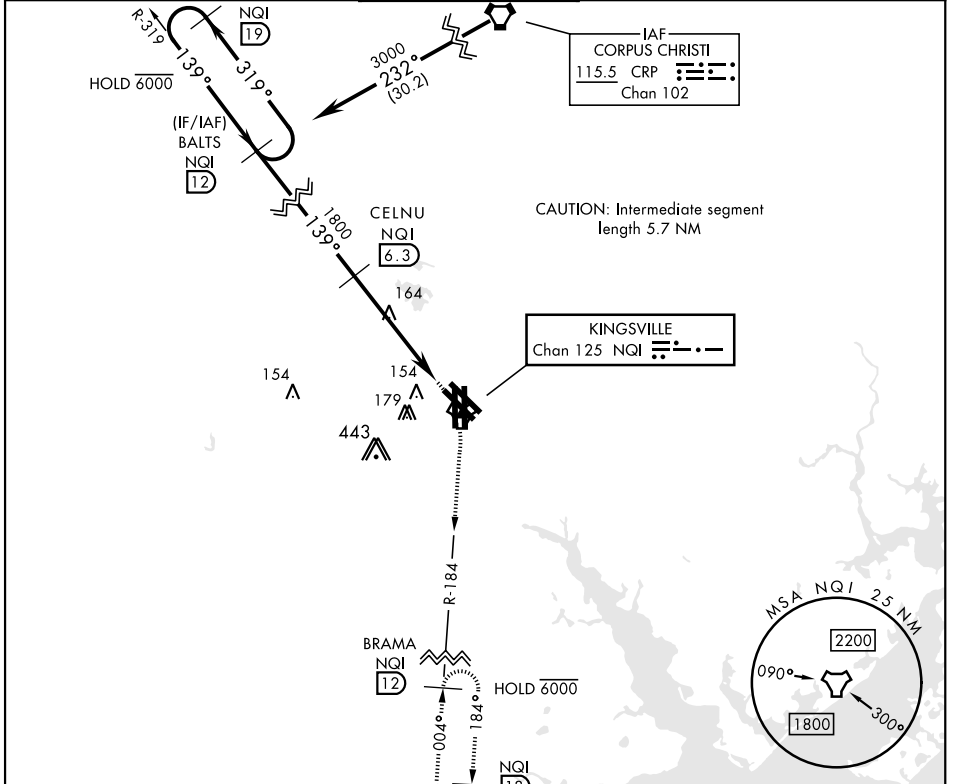 NQI
19
R-319
139°
319°
HOLD 6000
3000
232°
(30.2)
IAF
CORPUS CHRISTI
115.5 CRP
Chan 102
(IF/IAF)
BALTS
NQI
12
1800
139°
CELNU
NQI
6.3
CAUTION: Intermediate segment
length 5.7 NM
164
KINGSVILLE
Chan 125 NQI
154
154
179
443
R-184
BRAMA
NQI
12
HOLD 6000
004°
184°
NQI
MSA NQI 25 NM
2200
090°
1800
300°